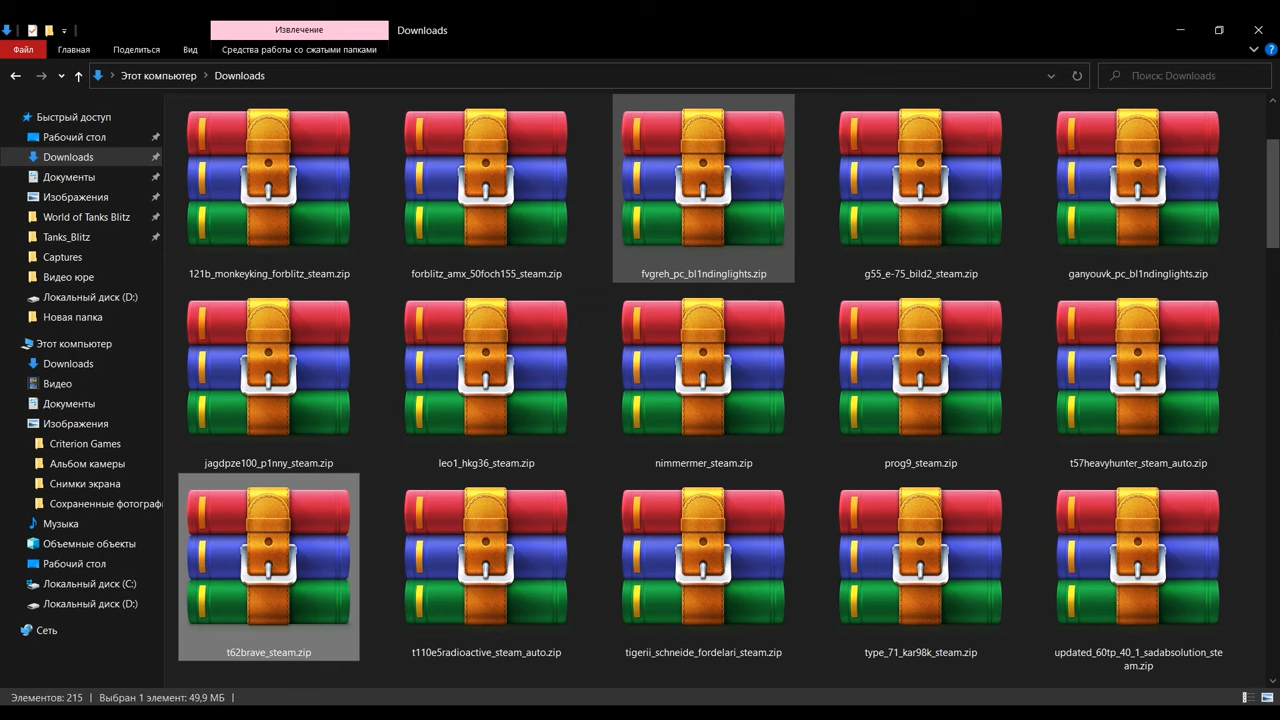 Извлечение
Downloads
Файл
Главная
Поделиться
Вид
Средства работы со сжатыми папками
Этот компьютер
Downloads
Поиск: Downloads
Быстрый доступ
Рабочий стол
Downloads
Документы
Изображения
World of Tanks Blitz
Tanks_Blitz
Captures
Видео юре
Локальный диск (D:)
Новая папка
Этот компьютер
Downloads
Видео
Документы
Изображения
Criterion Games
Альбом камеры
Снимки экрана
Сохраненные фотограф
Музыка
Объемные объекты
Рабочий стол
Локальный диск (C:)
Локальный диск (D:)
Сеть
121b_monkeyking_forblitz_steam.zip
forblitz_amx_50foch155_steam.zip
fvgreh_pc_bl1ndinglights.zip
g55_e-75_bild2_steam.zip
ganyouvk_pc_bl1ndinglights.zip
jagdpze100_p1nny_steam.zip
leo1_hkg36_steam.zip
nimmermer_steam.zip
prog9_steam.zip
t57heavyhunter_steam_auto.zip
t62brave_steam.zip
t110e5radioactive_steam_auto.zip
tigerii_schneide_fordelari_steam.zip
type_71_kar98k_steam.zip
updated_60tp_40_1_sadabsolution_ste
am.zip
Элементов: 215
Выбран 1 элемент: 49,9 МБ